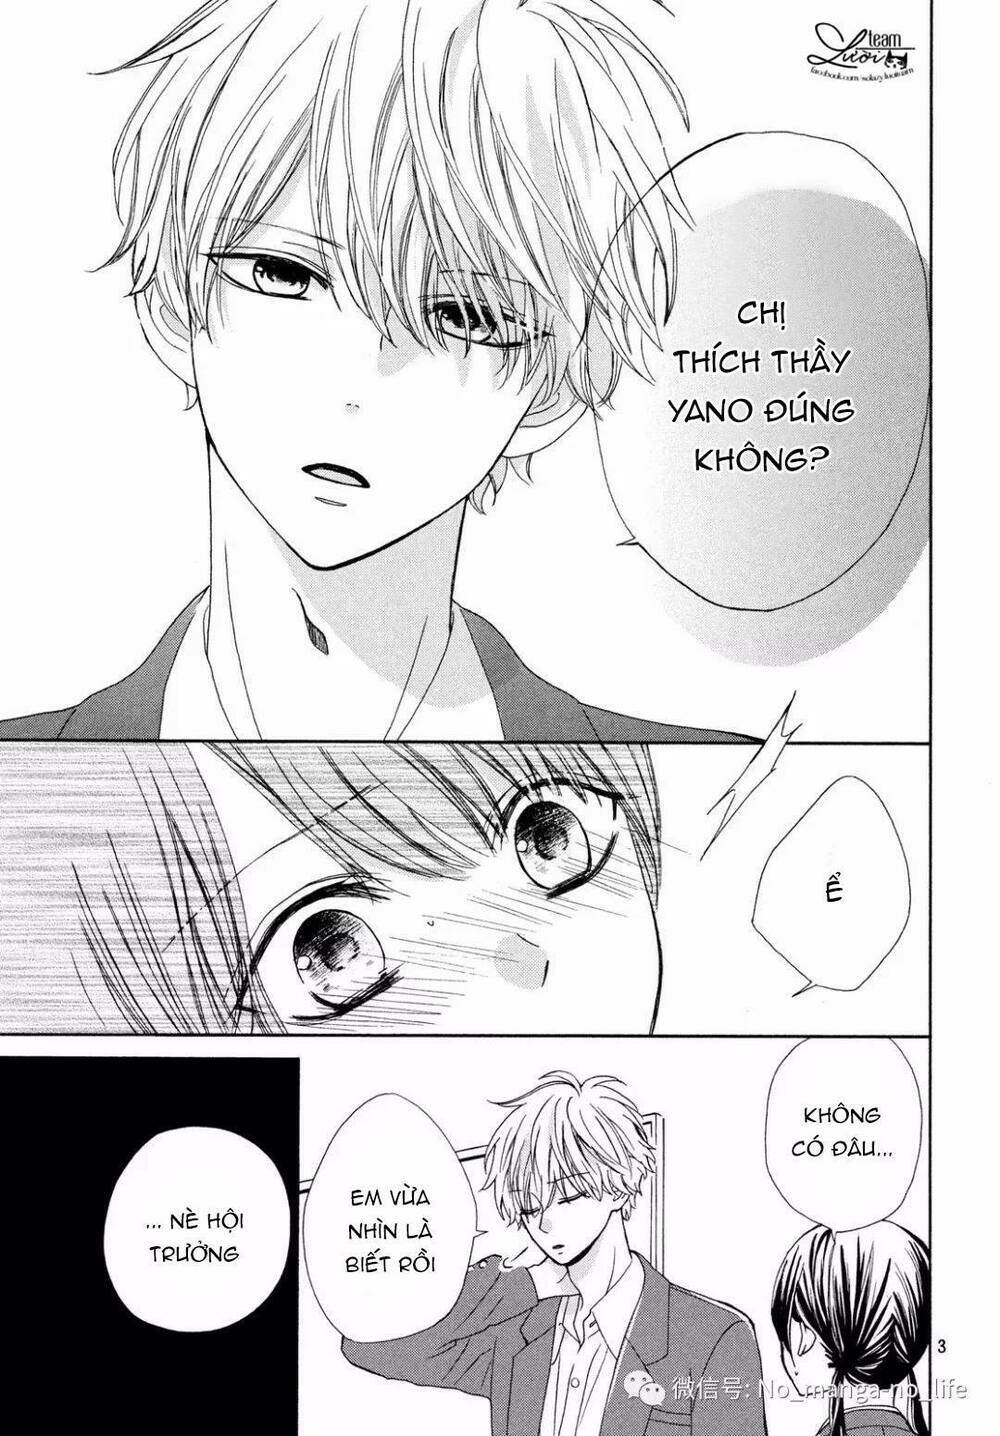 team
Lười
facebook.com/solazy.luoiteam
CHỊ
THÍCH THẦY
YANO ĐÚNG
KHÔNG?
Ể
KHÔNG
CÓ ĐÂU...
EM VỪA
NHÌN LÀ
BIẾT RỒI
... NÈ HỘI
TRƯỞNG
3
微信号: No_manga-no_life